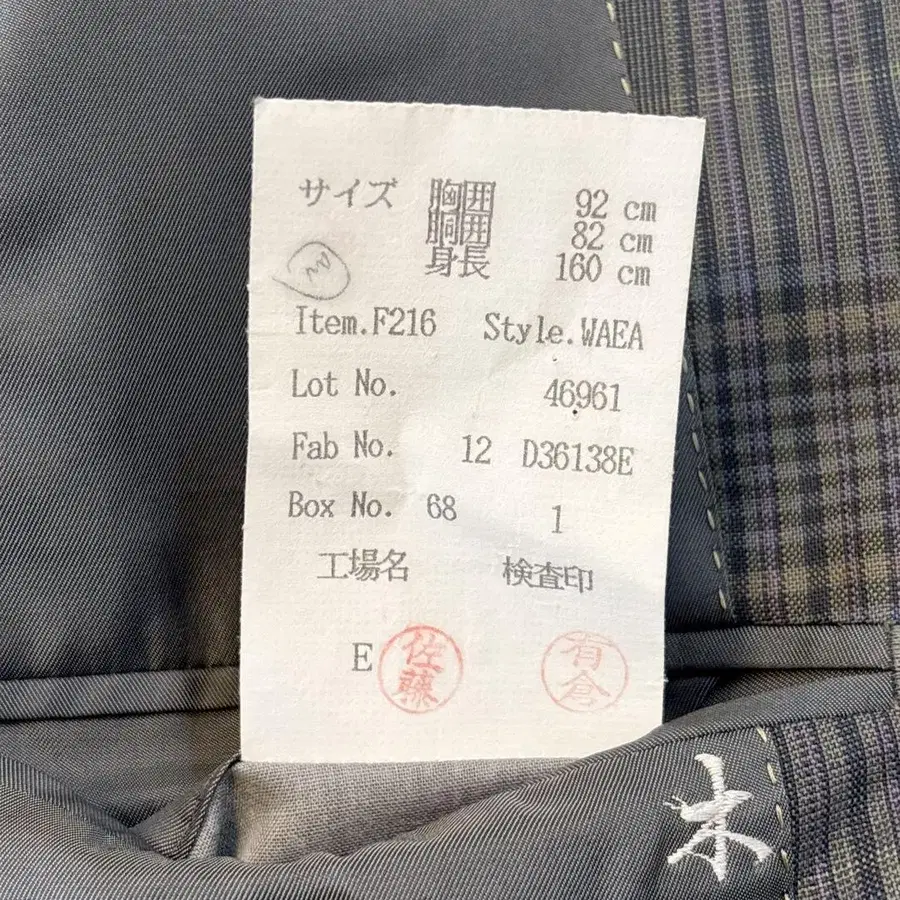 サイズ 胸囲 92 cm
胴囲 82 cm
身長 160 cm
Item.F216 Style.WAEA
Lot No. 46961
Fab No. 12 D36138E
Box No. 68 1
工場名 検査印
E 佐藤 有倉
木